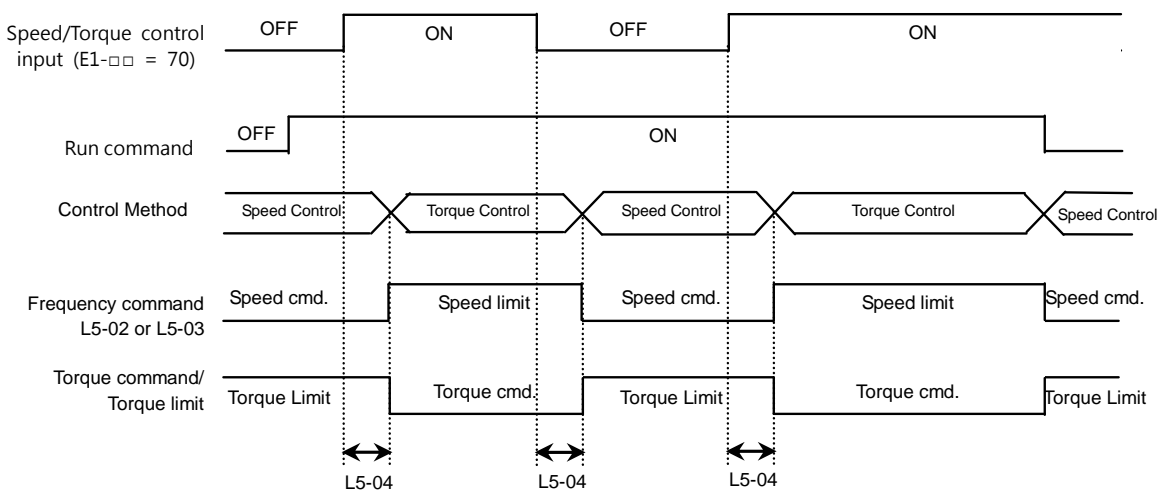 Speed/Torque control
input (E1-□□ = 70)
OFF
ON
OFF
ON
Run command
OFF
ON
Control Method
Speed Control
Torque Control
Speed Control
Torque Control
Speed Control
Frequency command
L5-02 or L5-03
Speed cmd.
Speed limit
Speed cmd.
Speed limit
Speed cmd.
Torque command/
Torque limit
Torque Limit
Torque cmd.
Torque Limit
Torque cmd.
Torque Limit
L5-04
L5-04
L5-04